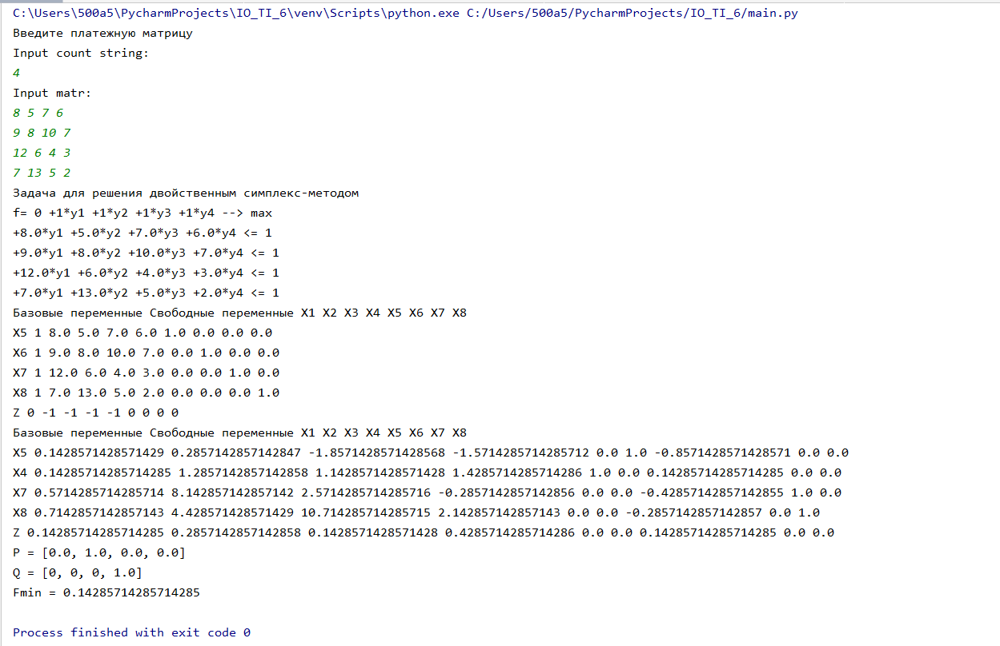 C:\Users\500a5\PycharmProjects\IO_TI_6\venv\Scripts\python.exe C:/Users/500a5/PycharmProjects/IO_TI_6/main.py
Введите платежную матрицу
Input count string:
4
Input matr:
8 5 7 6
9 8 10 7
12 6 4 3
7 13 5 2
Задача для решения двойственным симплекс-методом
f= 0 +1*y1 +1*y2 +1*y3 +1*y4 --> max
+8.0*y1 +5.0*y2 +7.0*y3 +6.0*y4 <= 1
+9.0*y1 +8.0*y2 +10.0*y3 +7.0*y4 <= 1
+12.0*y1 +6.0*y2 +4.0*y3 +3.0*y4 <= 1
+7.0*y1 +13.0*y2 +5.0*y3 +2.0*y4 <= 1
Базовые переменные Свободные переменные X1 X2 X3 X4 X5 X6 X7 X8
X5 1 8.0 5.0 7.0 6.0 1.0 0.0 0.0 0.0
X6 1 9.0 8.0 10.0 7.0 0.0 1.0 0.0 0.0
X7 1 12.0 6.0 4.0 3.0 0.0 0.0 1.0 0.0
X8 1 7.0 13.0 5.0 2.0 0.0 0.0 0.0 1.0
Z 0 -1 -1 -1 -1 0 0 0 0
Базовые переменные Свободные переменные X1 X2 X3 X4 X5 X6 X7 X8
X5 0.1428571428571429 0.2857142857142847 -1.8571428571428568 -1.5714285714285712 0.0 1.0 -0.8571428571428571 0.0 0.0
X4 0.14285714285714285 1.2857142857142858 1.1428571428571428 1.4285714285714286 1.0 0.0 0.14285714285714285 0.0 0.0
X7 0.5714285714285714 8.142857142857142 2.5714285714285716 -0.2857142857142856 0.0 0.0 -0.42857142857142855 1.0 0.0
X8 0.7142857142857143 4.428571428571429 10.714285714285715 2.142857142857143 0.0 0.0 -0.2857142857142857 0.0 1.0
Z 0.14285714285714285 0.2857142857142858 0.1428571428571428 0.4285714285714286 0.0 0.0 0.14285714285714285 0.0 0.0
P = [0.0, 1.0, 0.0, 0.0]
Q = [0, 0, 0, 1.0]
Fmin = 0.14285714285714285
Process finished with exit code 0